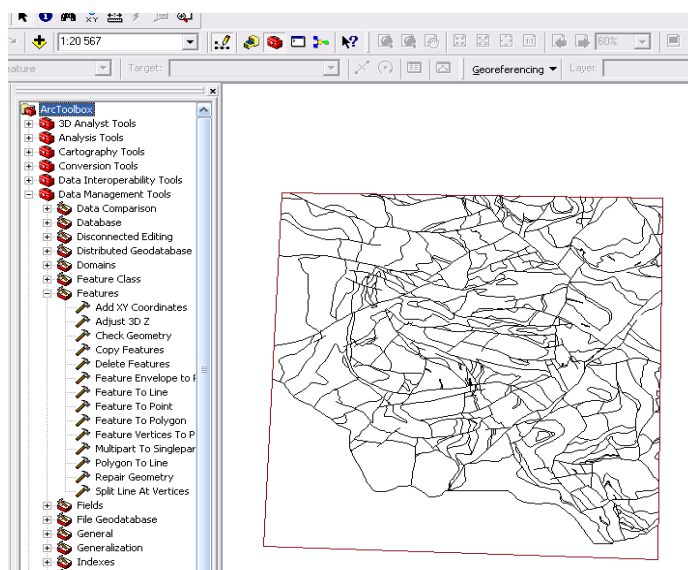 1:20 567
60%
eature
Target:
Georeferencing
Layer:
ArcToolbox
3D Analyst Tools
Analysis Tools
Cartography Tools
Conversion Tools
Data Interoperability Tools
Data Management Tools
Data Comparison
Database
Disconnected Editing
Distributed Geodatabase
Domains
Feature Class
Features
Add XY Coordinates
Adjust 3D Z
Check Geometry
Copy Features
Delete Features
Feature Envelope to P
Feature To Line
Feature To Point
Feature To Polygon
Feature Vertices To P
Multipart To Singlepar
Polygon To Line
Repair Geometry
Split Line At Vertices
Fields
File Geodatabase
General
Generalization
Indexes